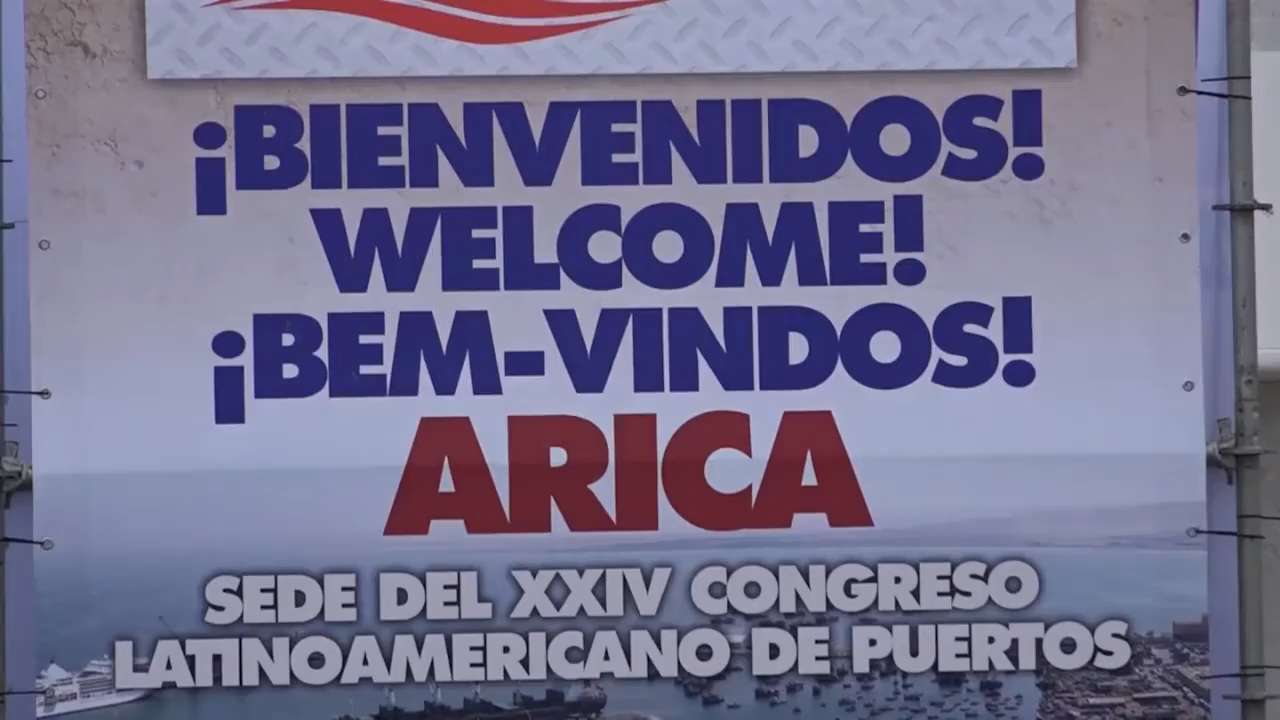 ¡BIENVENIDOS!
WELCOME!
¡BEM-VINDOS!
ARICA
SEDE DEL XXIV CONGRESO
LATINOAMERICANO DE PUERTOS